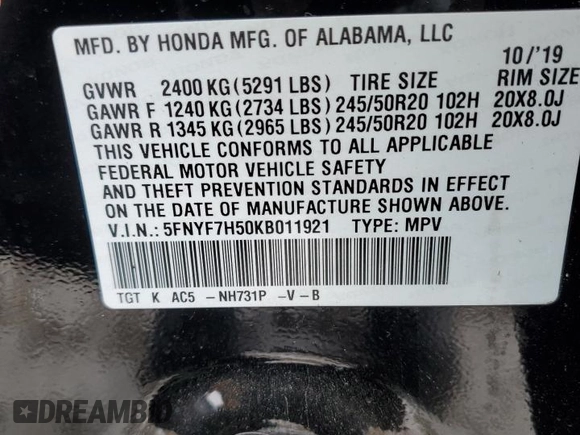 MFD. BY HONDA MFG. OF ALABAMA, LLC
10/'19
GVWR 2400 KG (5291 LBS) TIRE SIZE RIM SIZE
GAWR F 1240 KG (2734 LBS) 245/50R20 102H 20X8.0J
GAWR R 1345 KG (2965 LBS) 245/50R20 102H 20X8.0J
THIS VEHICLE CONFORMS TO ALL APPLICABLE
FEDERAL MOTOR VEHICLE SAFETY
AND THEFT PREVENTION STANDARDS IN EFFECT
ON THE DATE OF MANUFACTURE SHOWN ABOVE.
V.I.N.: 5FNYF7H50KB011921 TYPE: MPV
TGT K AC5 -NH731P -V-B
DREAMBID